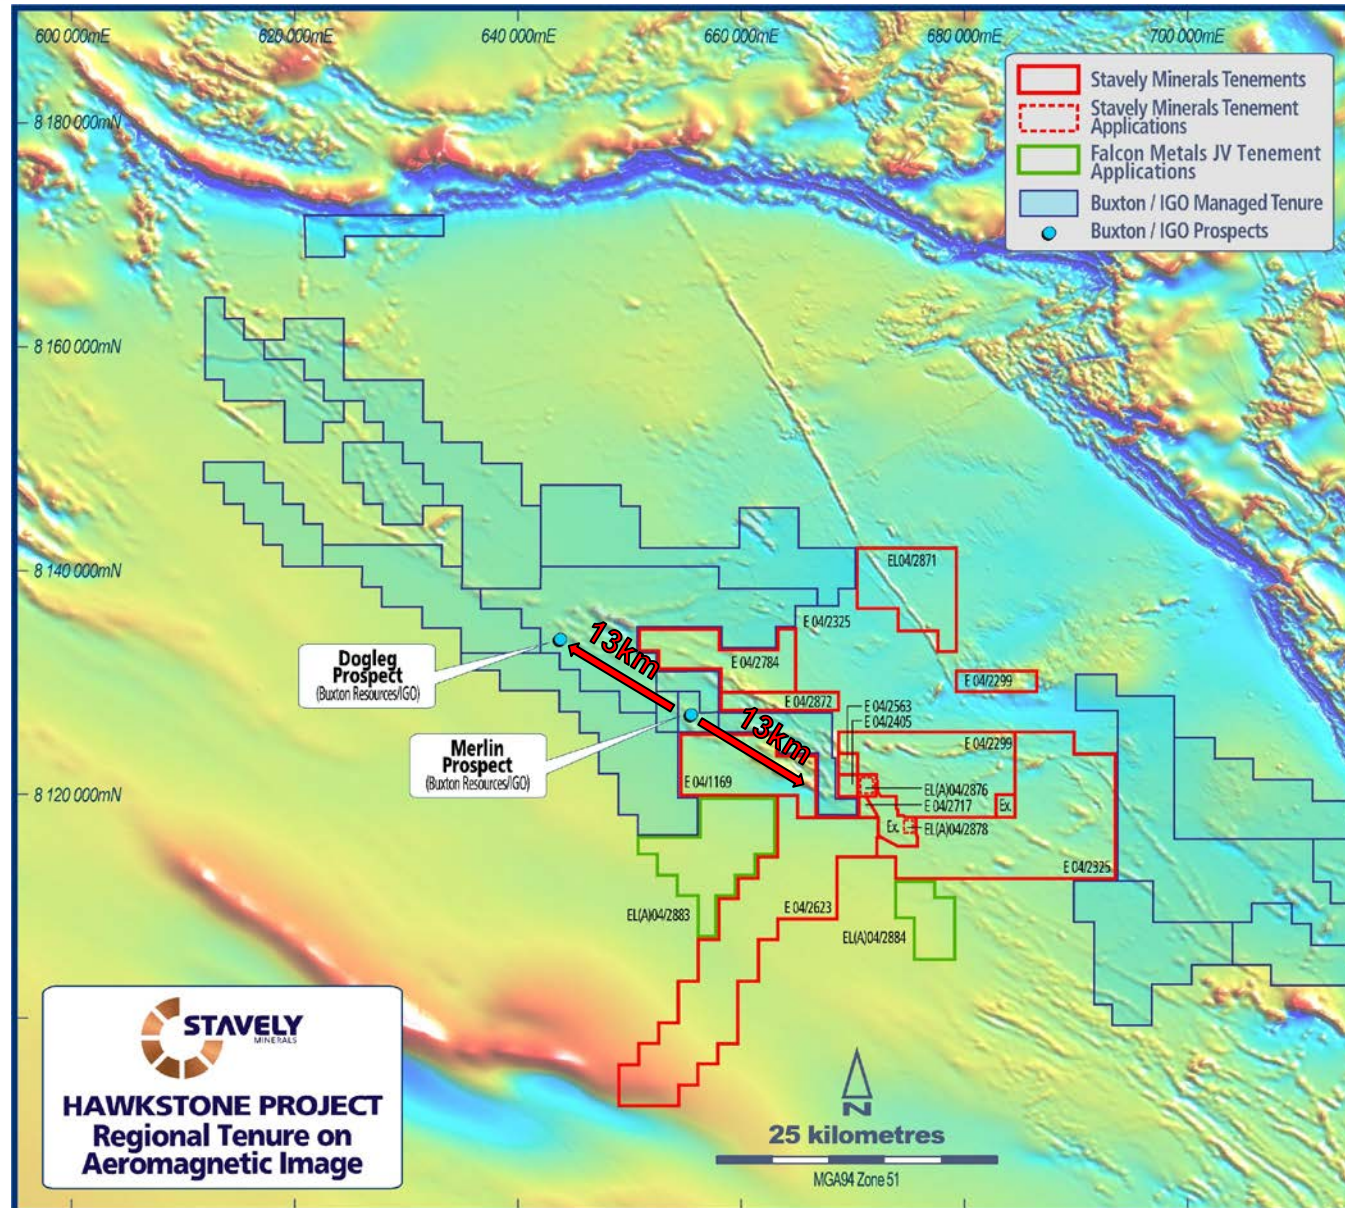 600 000mE
620 000mE
640 000mE
660 000mE
680 000mE
700 000mE
Stavely Minerals Tenements
Stavely Minerals Tenement
Applications
Falcon Metals JV Tenement
Applications
Buxton / IGO Managed Tenure
Buxton / IGO Prospects
8 180 000mN
8 160 000mN
8 140 000mN
8 120 000mN
EL04/2871
E 04/2325
E 04/2784
E 04/2299
E 04/2872
E 04/2563
E 04/2405
E 04/2299
13km
13km
Dogleg
Prospect
(Buxton Resources/IGO)
Merlin
Prospect
(Buxton Resources/IGO)
E 04/1169
EL(A)04/2876
E 04/2717
Ex.
Ex.
EL(A)04/2878
E 04/2325
E 04/2623
EL(A)04/2883
EL(A)04/2884
STAVELY
MINERALS
HAWKSTONE PROJECT
Regional Tenure on
Aeromagnetic Image
N
25 kilometres
MGA94 Zone 51